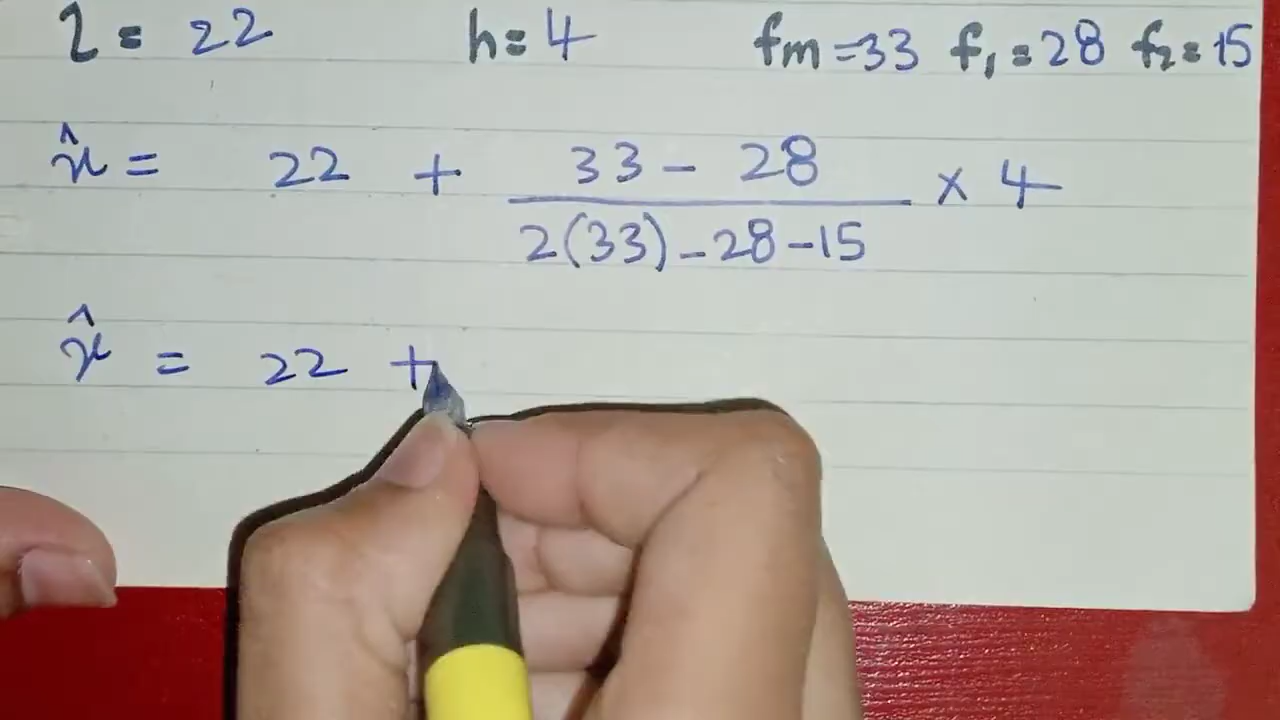 l = 22 h = 4 fm = 33 f₁ = 28 f₂ = 15
x̂ = 22 + 33 - 28 × 4
2(33) - 28 - 15
x̂ = 22 +